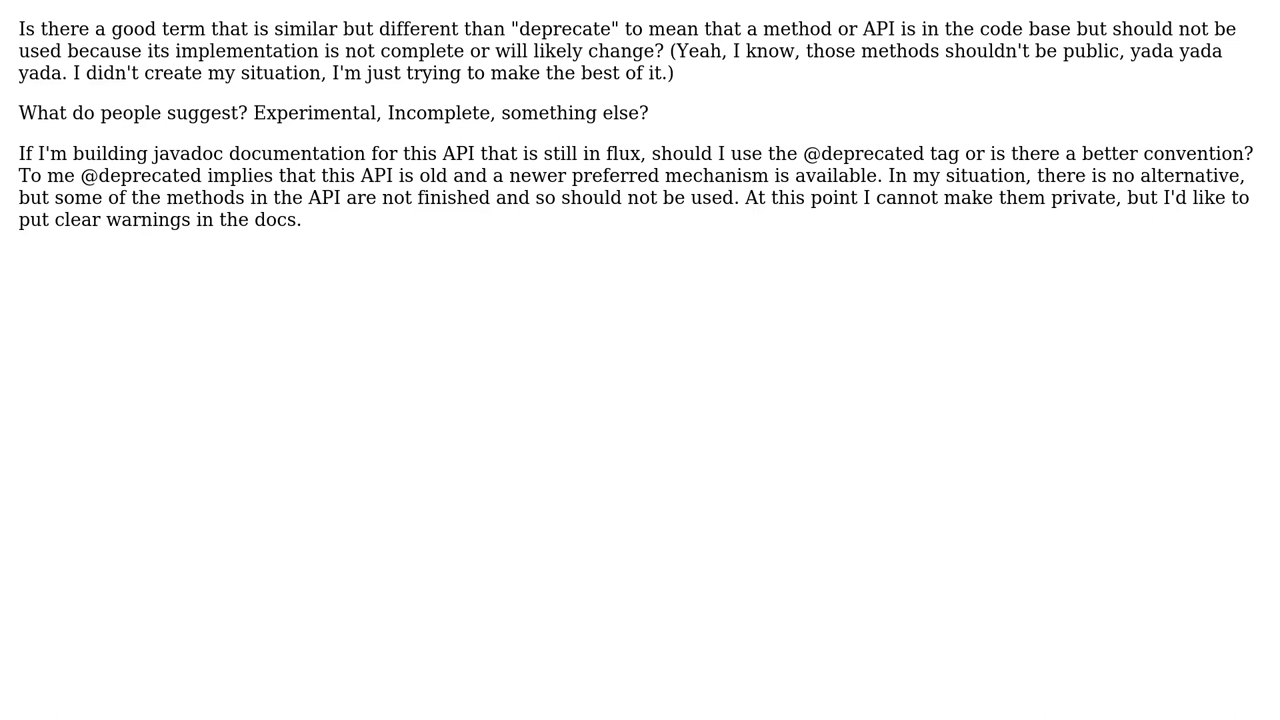 Is there a good term that is similar but different than "deprecate" to mean that a method or API is in the code base but should not be
used because its implementation is not complete or will likely change? (Yeah, I know, those methods shouldn't be public, yada yada
yada. I didn't create my situation, I'm just trying to make the best of it.)
What do people suggest? Experimental, Incomplete, something else?
If I'm building javadoc documentation for this API that is still in flux, should I use the @deprecated tag or is there a better convention?
To me @deprecated implies that this API is old and a newer preferred mechanism is available. In my situation, there is no alternative,
but some of the methods in the API are not finished and so should not be used. At this point I cannot make them private, but I'd like to
put clear warnings in the docs.